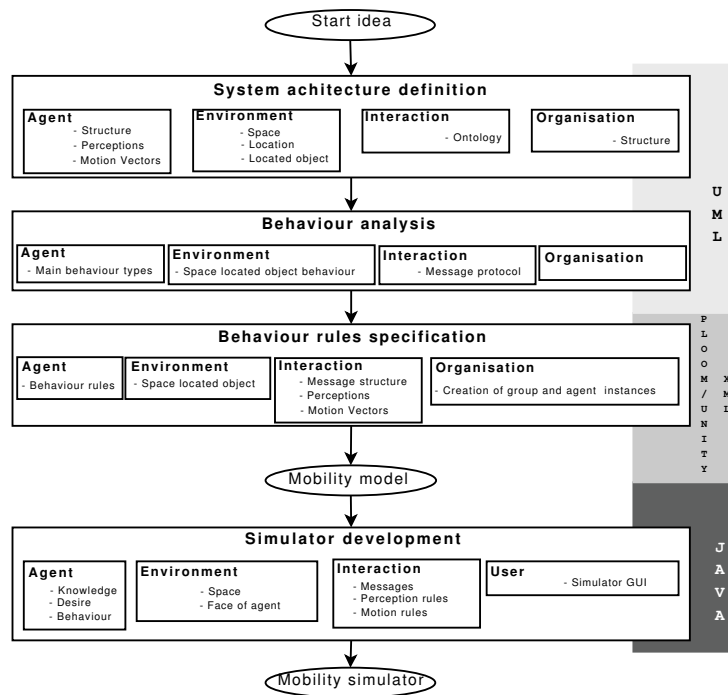 Start idea
System achitecture definition
Agent
- Structure
- Perceptions
- Motion Vectors
Environment
- Space
- Location
- Located object
Interaction
- Ontology
Organisation
- Structure
Behaviour analysis
Agent
- Main behaviour types
Environment
- Space located object behaviour
Interaction
- Message protocol
Organisation
UML
Behaviour rules specification
Agent
- Behaviour rules
Environment
- Space located object
Interaction
- Message structure
- Perceptions
- Motion Vectors
Organisation
- Creation of group and agent instances
PLOOM/UNITY
XML
Mobility model
Simulator development
Agent
- Knowledge
- Desire
- Behaviour
Environment
- Space
- Face of agent
Interaction
- Messages
- Perception rules
- Motion rules
User
- Simulator GUI
JAVA
Mobility simulator